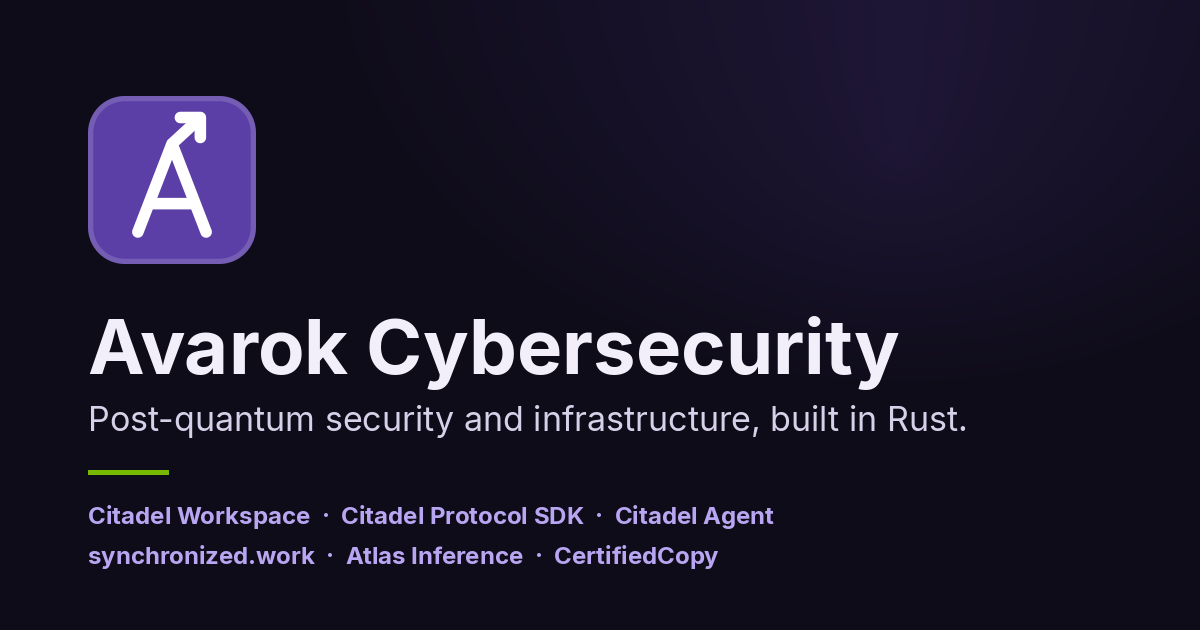 Avarok Cybersecurity
Post-quantum security and infrastructure, built in Rust.
Citadel Workspace · Citadel Protocol SDK · Citadel Agent
synchronized.work · Atlas Inference · CertifiedCopy